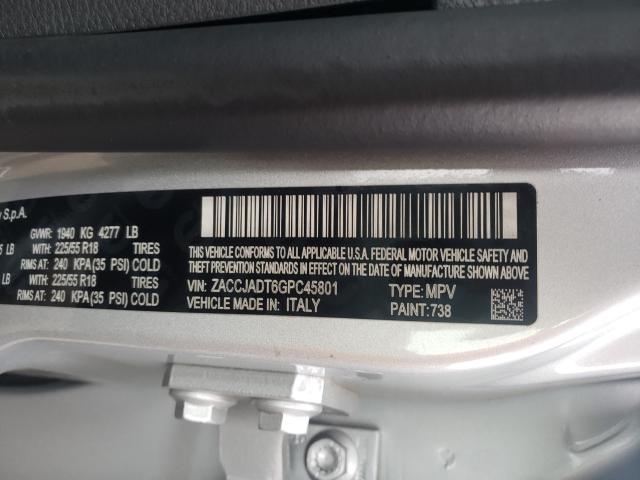 y S.p.A.
GVWR: 1940 KG 4277 LB
LB WITH: 225/55 R18 TIRES
RIMS AT: 240 KPA(35 PSI) COLD
LB WITH: 225/55 R18 TIRES
RIMS AT: 240 KPA(35 PSI) COLD
THIS VEHICLE CONFORMS TO ALL APPLICABLE U.S.A. FEDERAL MOTOR VEHICLE SAFETY
AND THEFT PREVENTION STANDARDS IN EFFECT ON THE DATE OF MANUFACTURE SHOWN ABOVE
VIN: ZACCJADT6GPC45801 TYPE: MPV
VEHICLE MADE IN: ITALY PAINT: 738